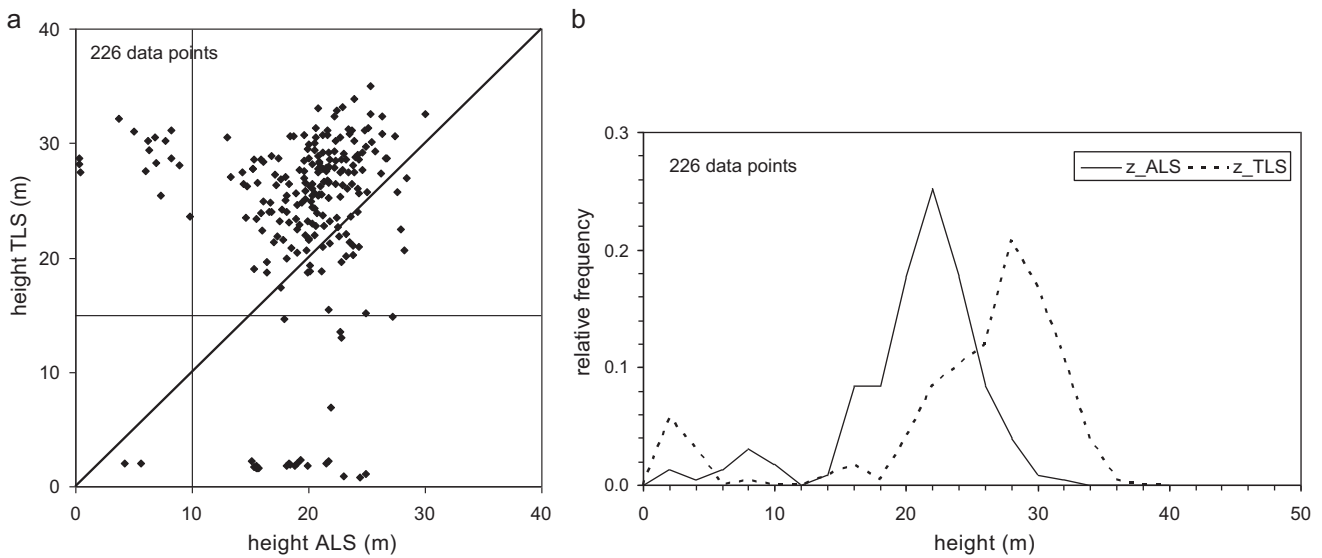 a
40
226 data points
30
20
10
0
height TLS (m)
0 10 20 30 40
height ALS (m)
b
0.3
226 data points
z_ALS z_TLS
0.2
0.1
0.0
relative frequency
0 10 20 30 40 50
height (m)